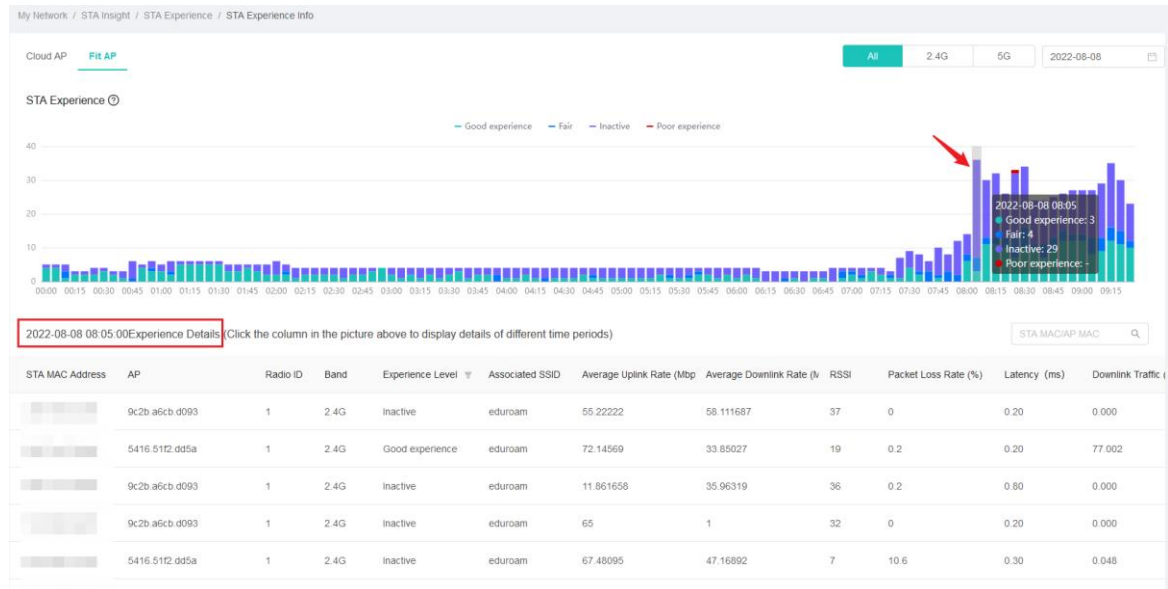 My Network / STA Insight / STA Experience / STA Experience Info
Cloud AP Fit AP All 2.4G 5G 2022-08-08
STA Experience
Good experience Fair Inactive Poor experience
40
30
20
10
0
2022-08-08 08:05
Good experience: 3
Fair: 4
Inactive: 29
Poor experience: -
00:00 00:15 00:30 00:45 01:00 01:15 01:30 01:45 02:00 02:15 02:30 02:45 03:00 03:15 03:30 03:45 04:00 04:15 04:30 04:45 05:00 05:15 05:30 05:45 06:00 06:15 06:30 06:45 07:00 07:15 07:30 07:45 08:00 08:15 08:30 08:45 09:00 09:15
2022-08-08 08:05:00Experience Details (Click the column in the picture above to display details of different time periods) STA MAC/AP MAC
STA MAC Address AP Radio ID Band Experience Level Associated SSID Average Uplink Rate (Mbp Average Downlink Rate (M RSSI Packet Loss Rate (%) Latency (ms) Downlink Traffic (
9c2b.a6cb.d093 1 2.4G Inactive eduroam 55.22222 58.111687 37 0 0.20 0.000
5416.51f2.dd5a 1 2.4G Good experience eduroam 72.14569 33.85027 19 0.2 0.20 77.002
9c2b.a6cb.d093 1 2.4G Inactive eduroam 11.861658 35.96319 36 0.2 0.80 0.000
9c2b.a6cb.d093 1 2.4G Inactive eduroam 65 1 32 0 0.20 0.000
5416.51f2.dd5a 1 2.4G Inactive eduroam 67.48095 47.16892 7 10.6 0.30 0.048